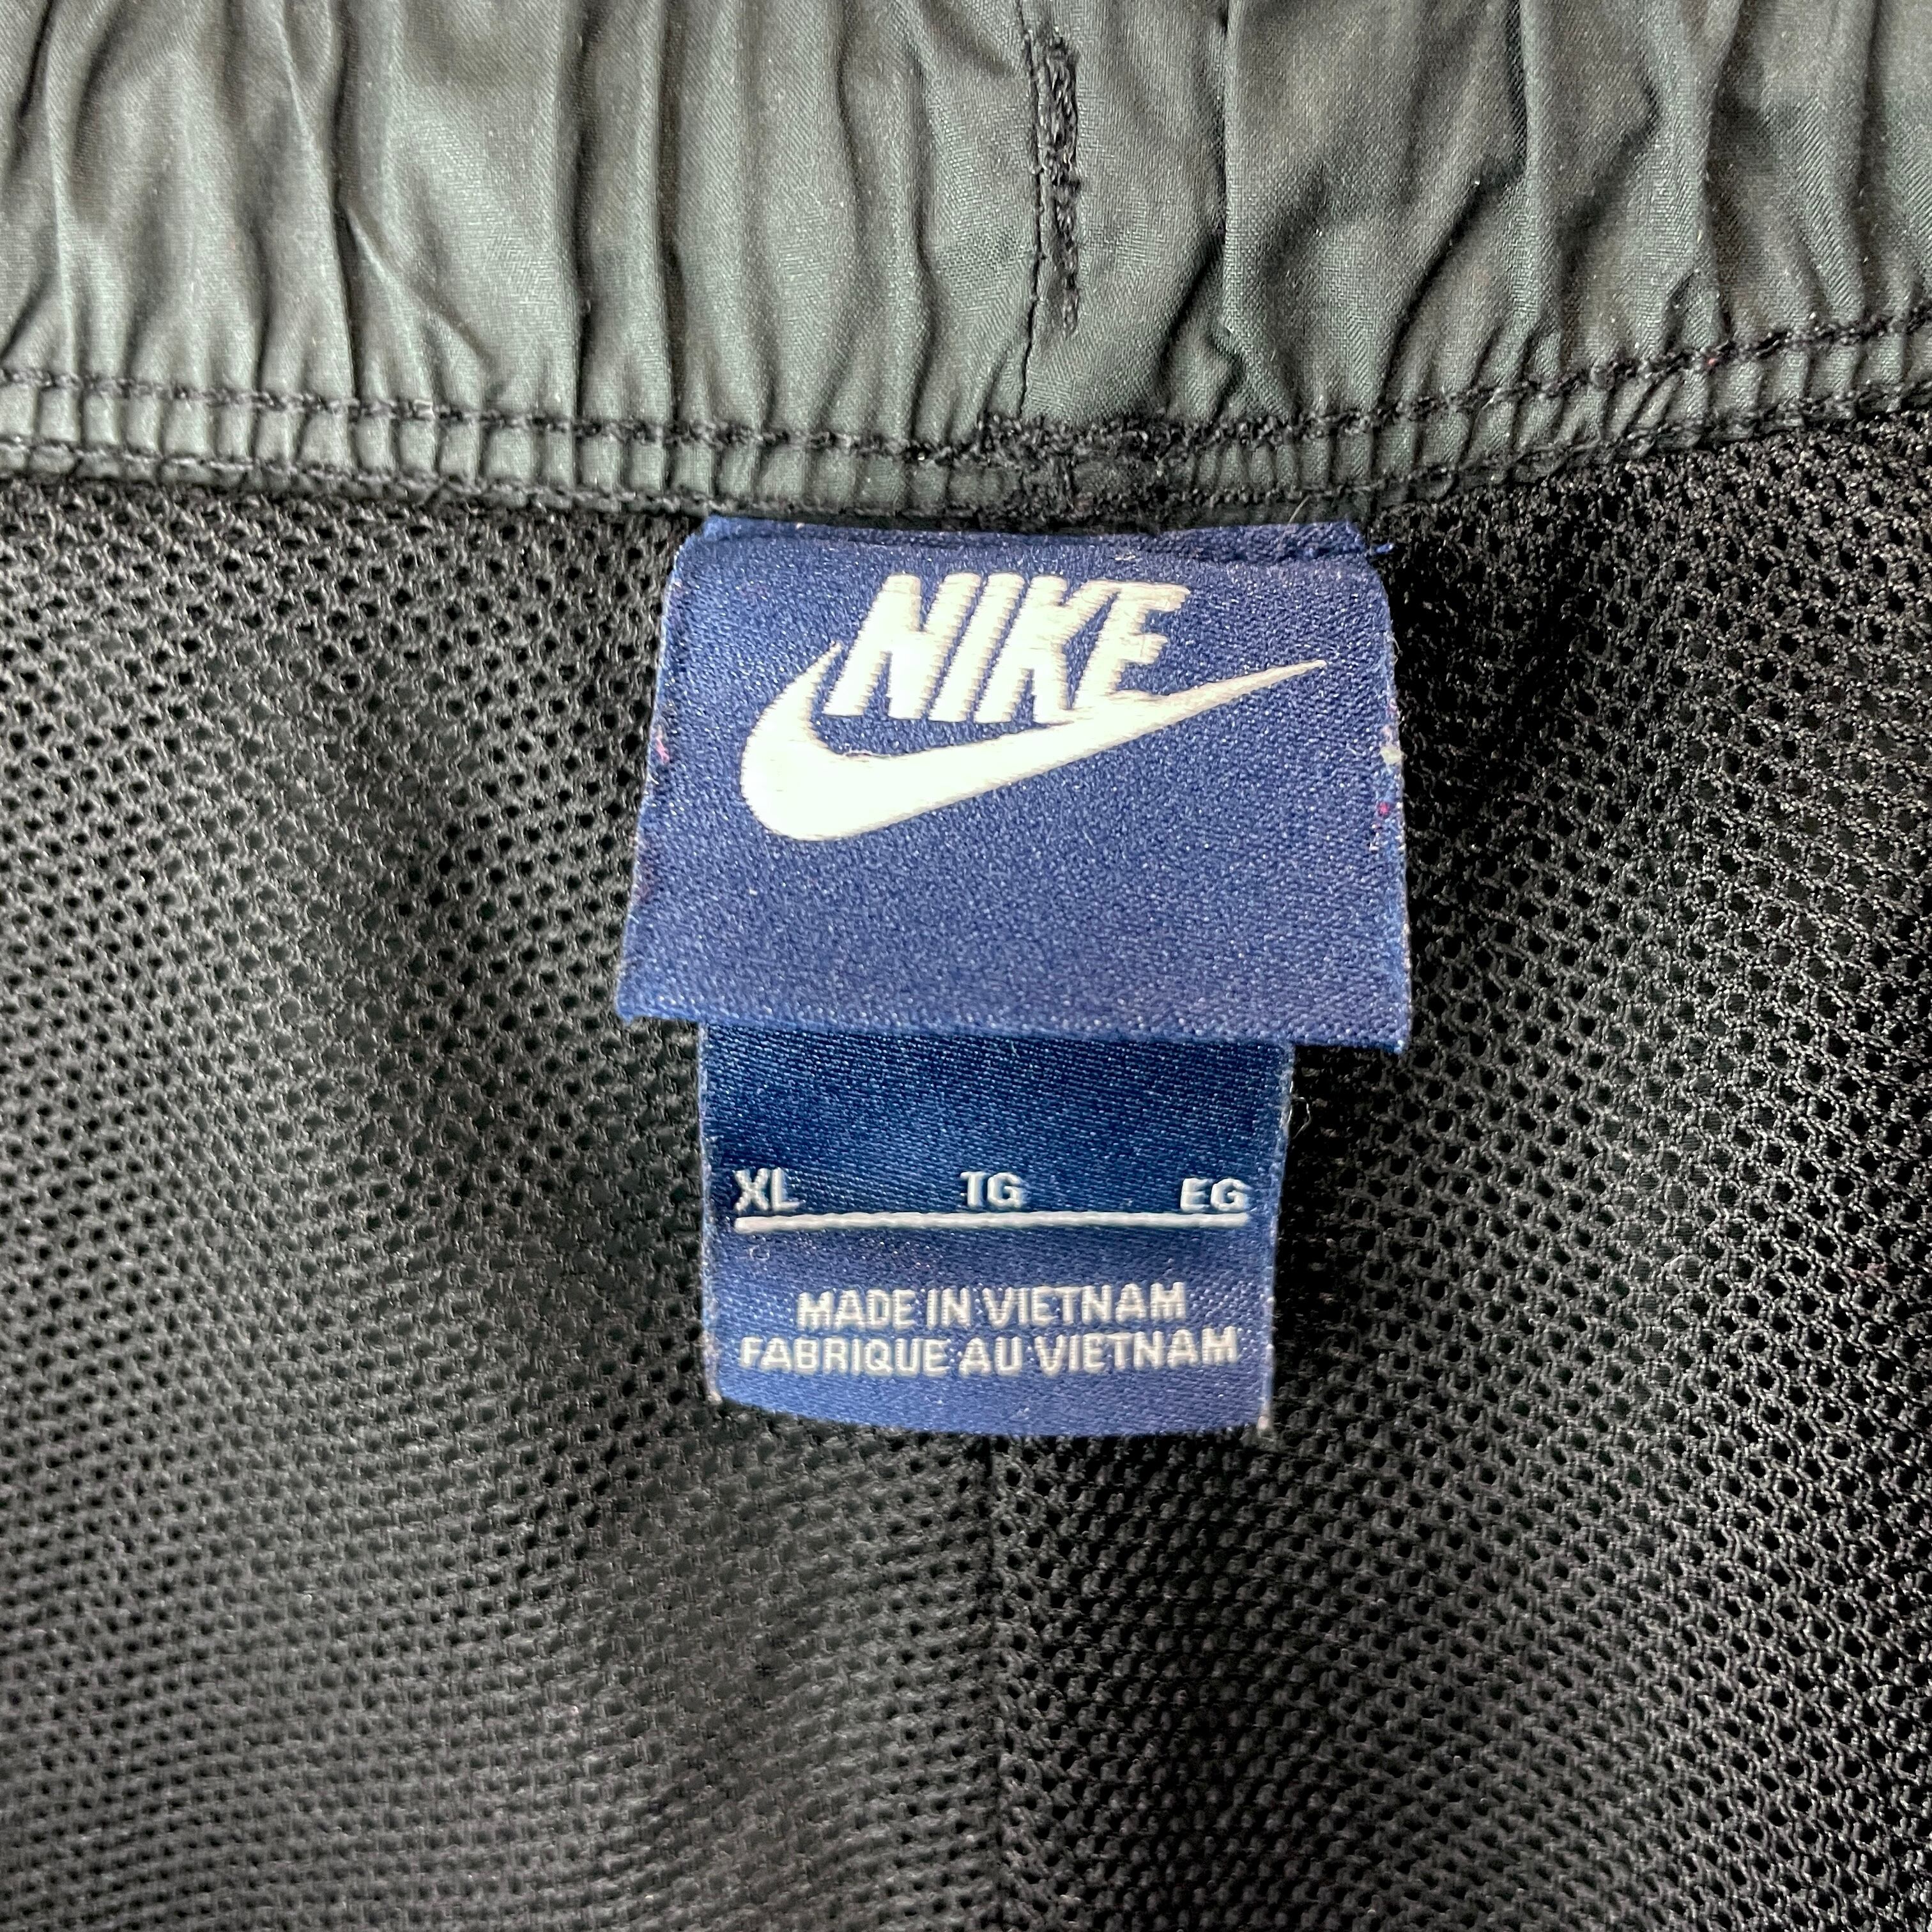 NIKE
XL TG EG
MADE IN VIETNAM
FABRIQUE AU VIETNAM